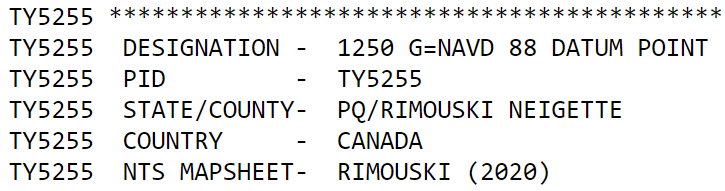 TY5255 *******************************************
TY5255  DESIGNATION -  1250 G=NAVD 88 DATUM POINT
TY5255  PID         -  TY5255
TY5255  STATE/COUNTY-  PQ/RIMOUSKI NEIGETTE
TY5255  COUNTRY     -  CANADA
TY5255  NTS MAPSHEET-  RIMOUSKI (2020)